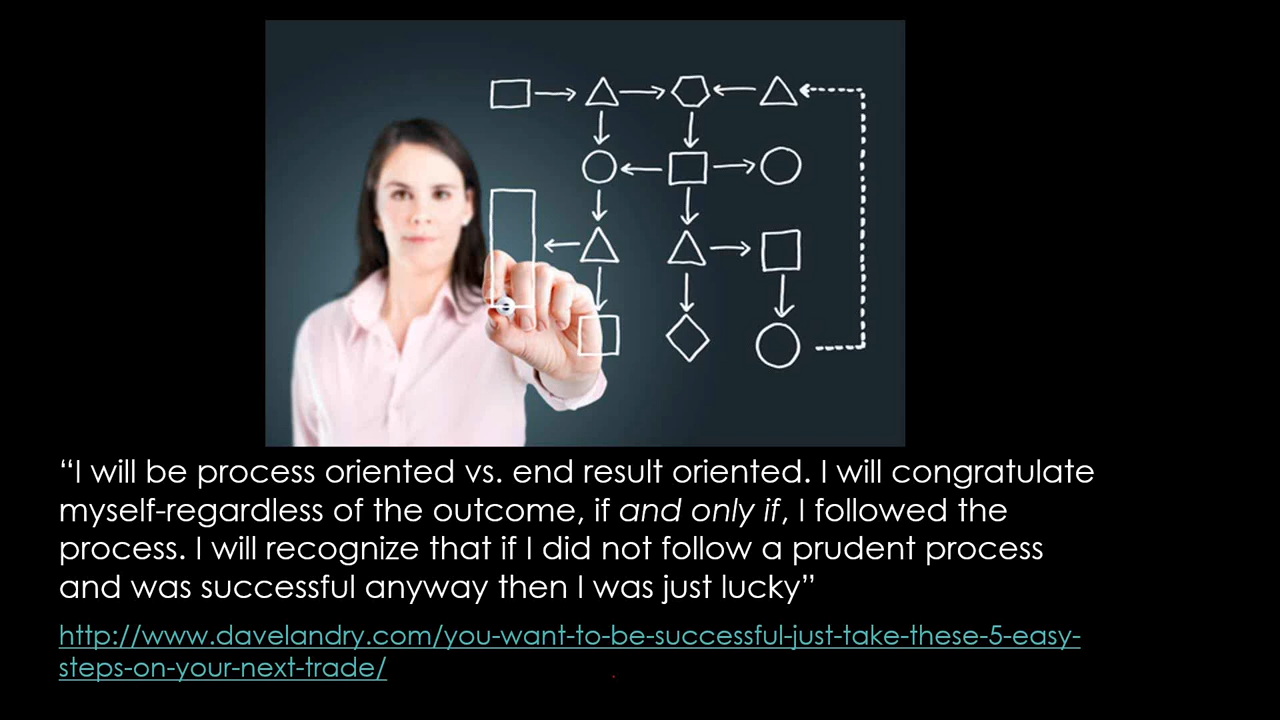 “I will be process oriented vs. end result oriented. I will congratulate
myself-regardless of the outcome, if and only if, I followed the
process. I will recognize that if I did not follow a prudent process
and was successful anyway then I was just lucky”
http://www.davelandry.com/you-want-to-be-successful-just-take-these-5-easy-
steps-on-your-next-trade/